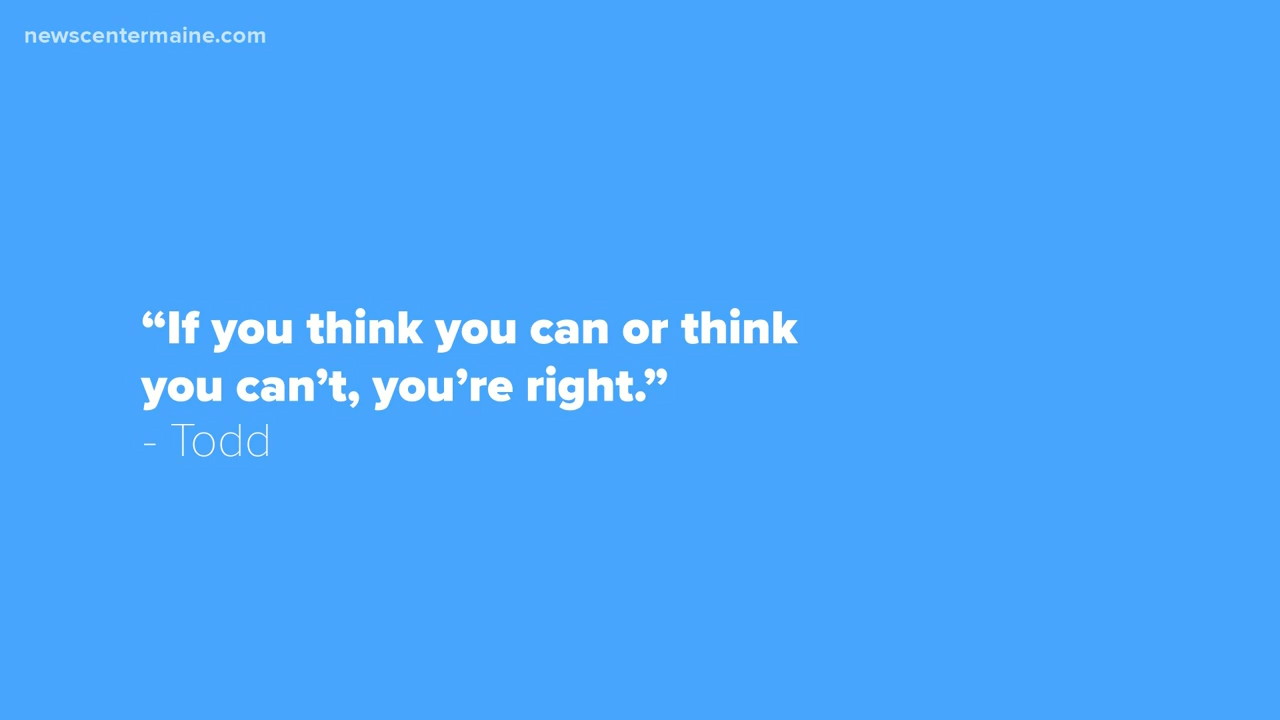 newscentermaine.com
“If you think you can or think
you can’t, you’re right.”
- Todd